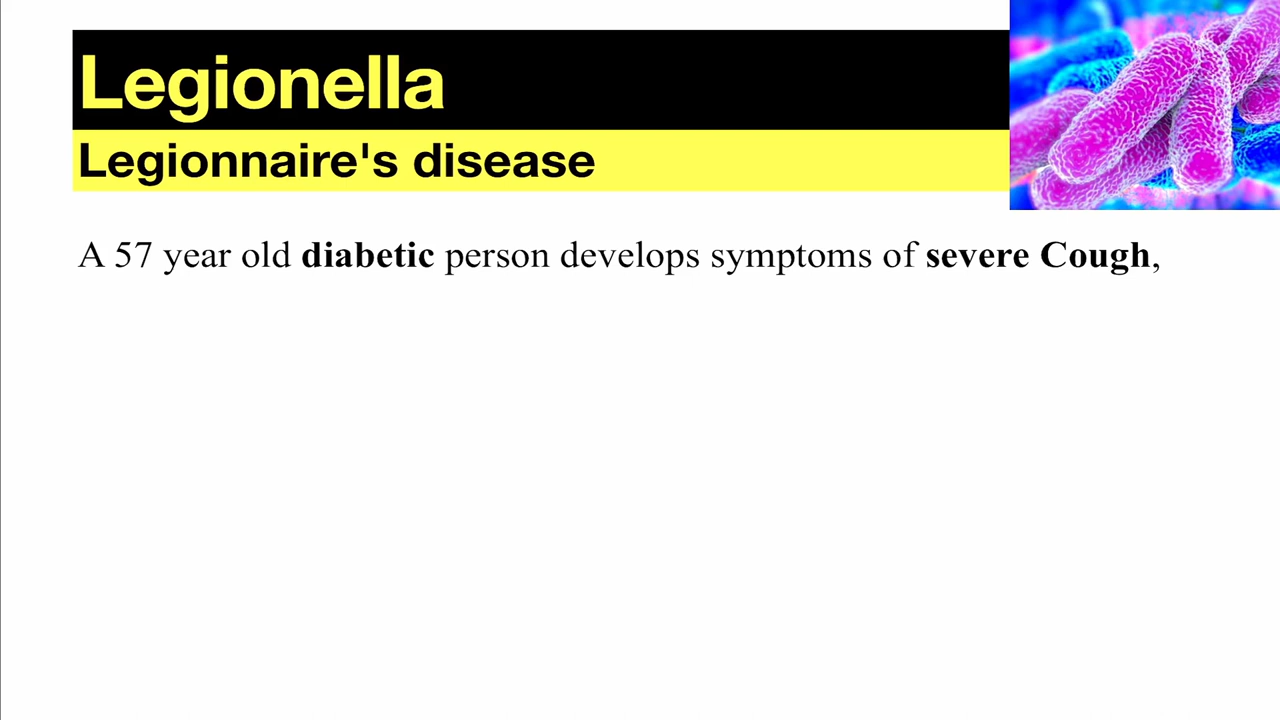 Legionella
Legionnaire's disease
A 57 year old diabetic person develops symptoms of severe Cough,